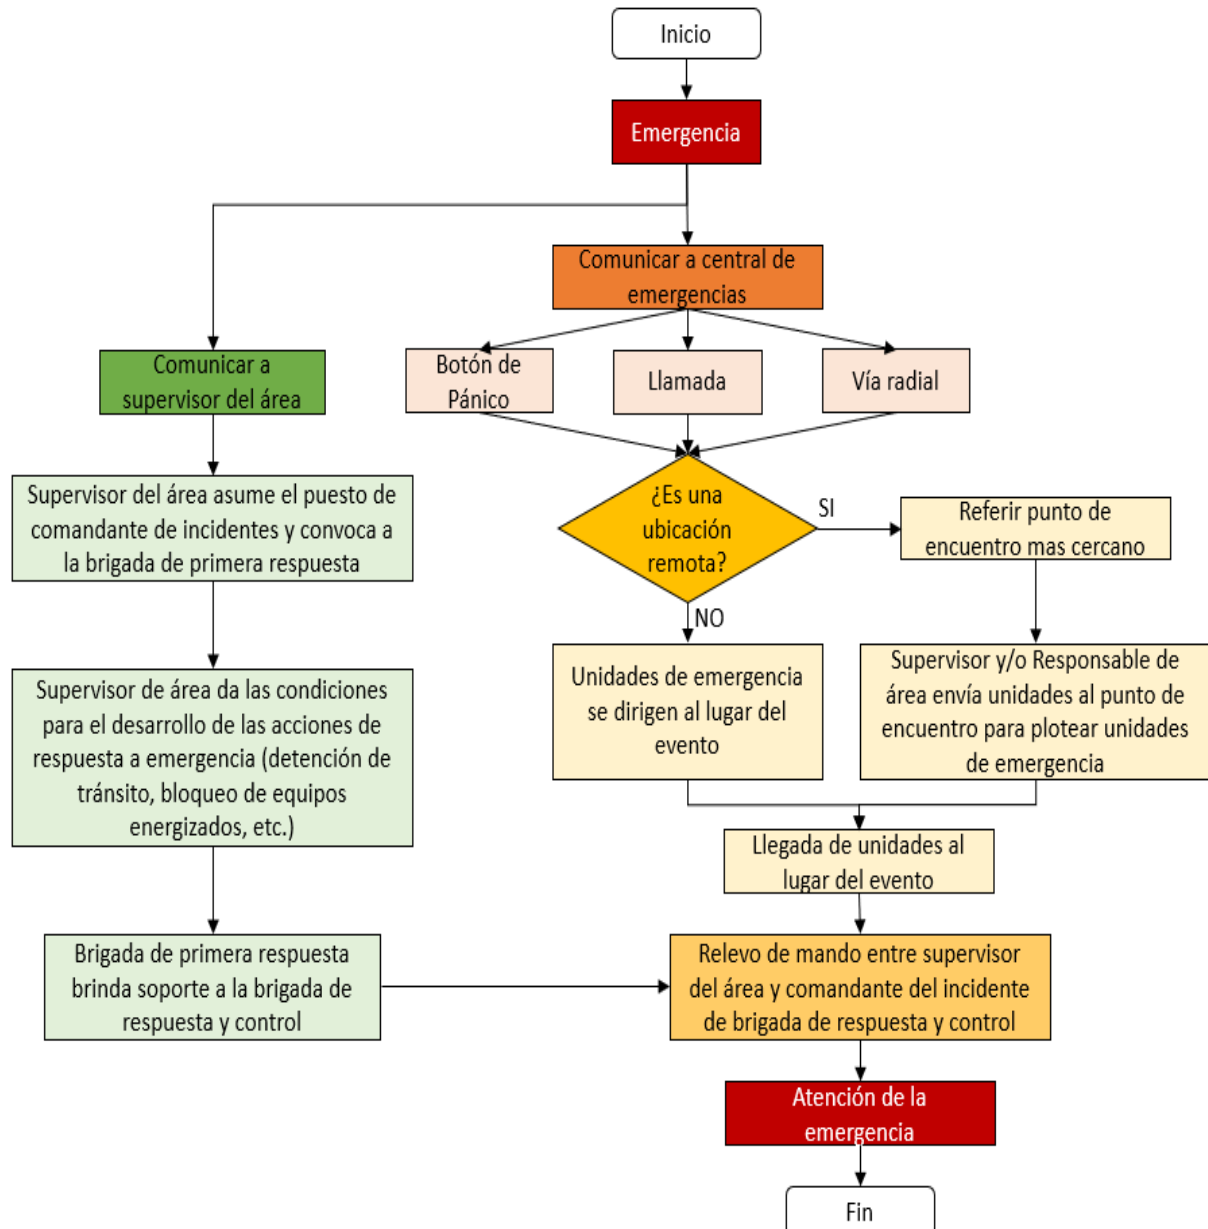 Inicio
Emergencia
Comunicar a central de
emergencias
Comunicar a
supervisor del área
Botón de
Pánico
Llamada
Vía radial
Supervisor del área asume el puesto de
comandante de incidentes y convoca a
la brigada de primera respuesta
¿Es una
ubicación
remota?
SI
Referir punto de
encuentro mas cercano
NO
Supervisor de área da las condiciones
para el desarrollo de las acciones de
respuesta a emergencia (detención de
tránsito, bloqueo de equipos
energizados, etc.)
Unidades de emergencia
se dirigen al lugar del
evento
Supervisor y/o Responsable de
área envía unidades al punto de
encuentro para plotear unidades
de emergencia
Llegada de unidades al
lugar del evento
Brigada de primera respuesta
brinda soporte a la brigada de
respuesta y control
Relevo de mando entre supervisor
del área y comandante del incidente
de brigada de respuesta y control
Atención de la
emergencia
Fin